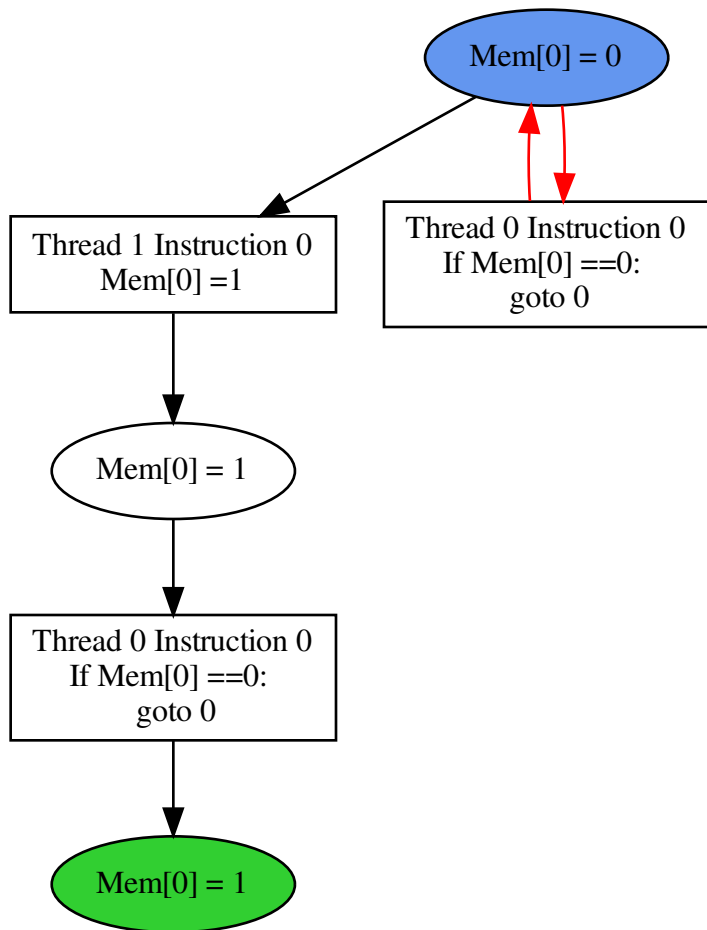 Mem[0] = 0
Thread 1 Instruction 0
Mem[0] =1
Thread 0 Instruction 0
If Mem[0] ==0:
goto 0
Mem[0] = 1
Thread 0 Instruction 0
If Mem[0] ==0:
goto 0
Mem[0] = 1